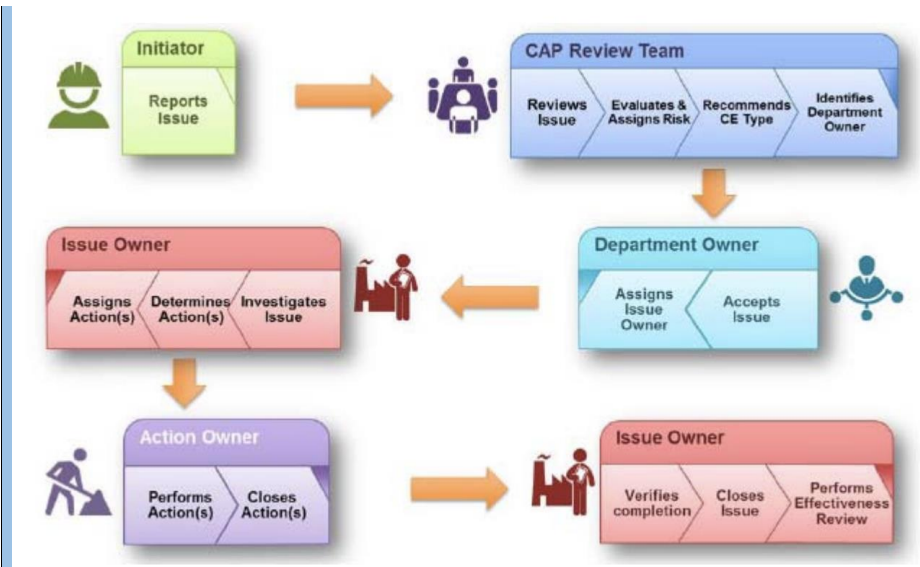 Initiator
Reports
Issue
CAP Review Team
Reviews
Issue
Evaluates &
Assigns Risk
Recommends
CE Type
Identifies
Department
Owner
Issue Owner
Assigns
Action(s)
Determines
Action(s)
Investigates
Issue
Department Owner
Assigns
Issue
Owner
Accepts
Issue
Action Owner
Performs
Action(s)
Closes
Action(s)
Issue Owner
Verifies
completion
Closes
Issue
Performs
Effectiveness
Review